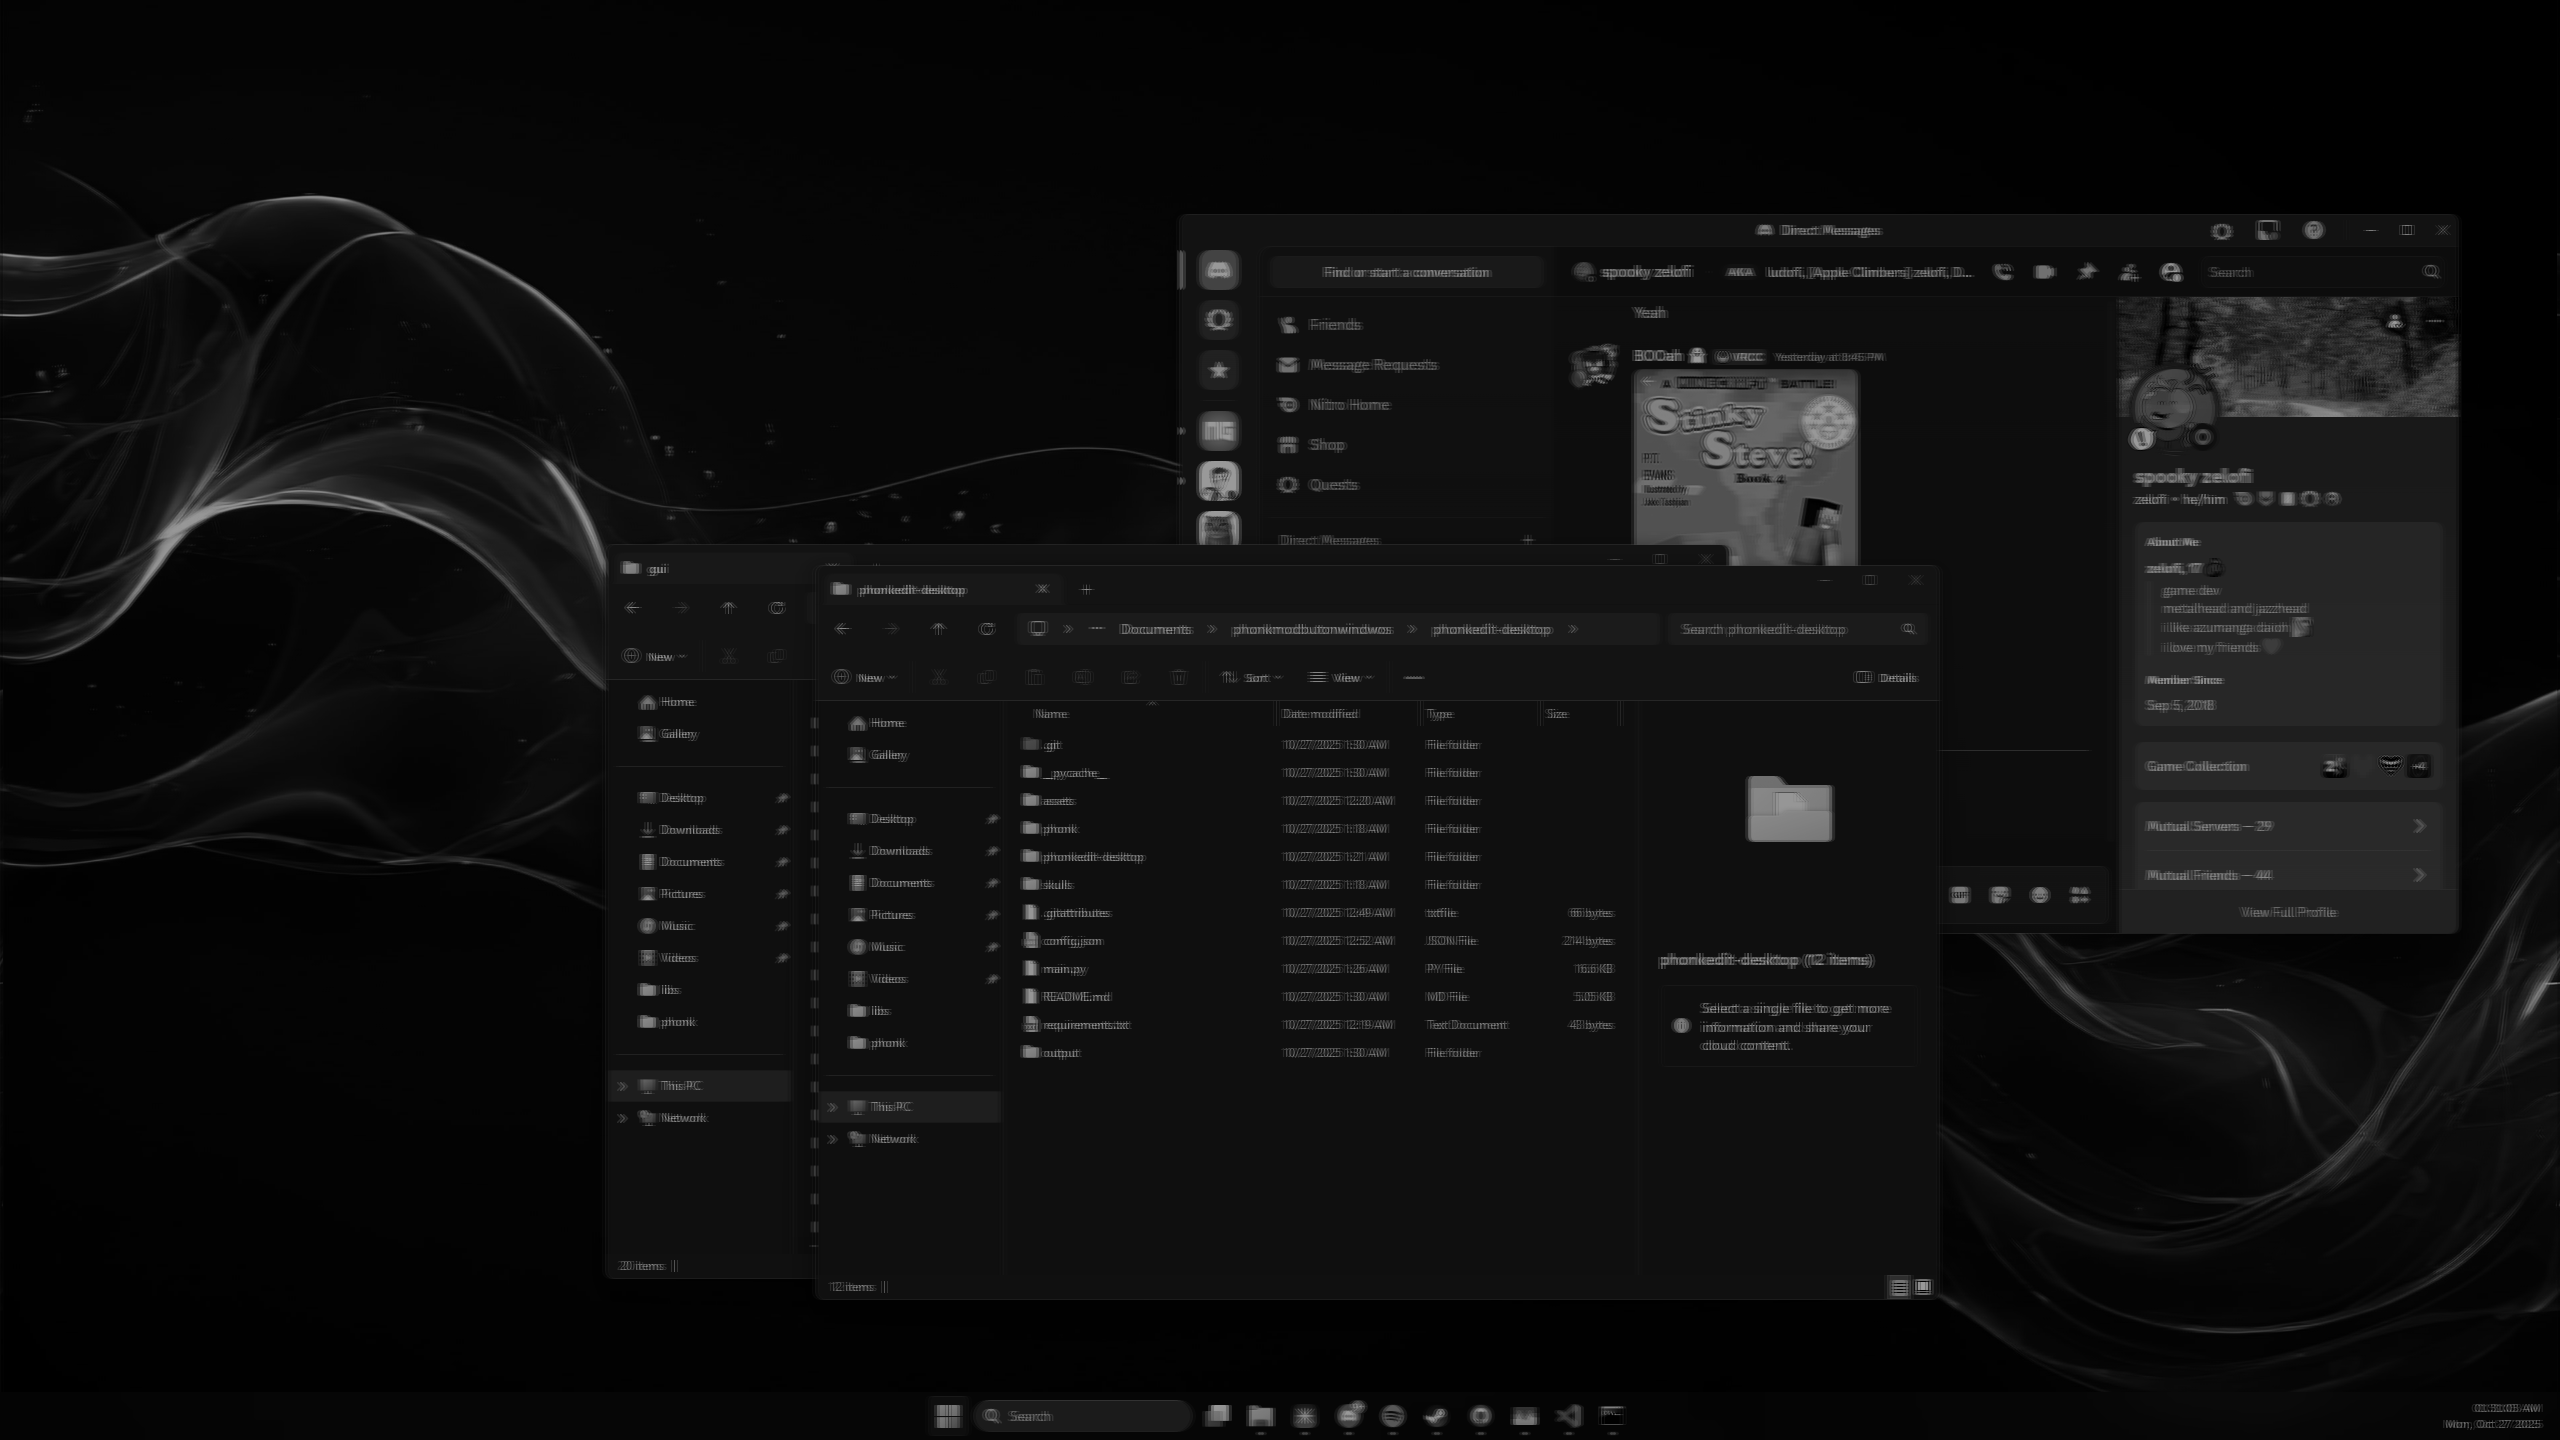 Direct Messages
Find or start a conversation
spooky zelofi AKA ludofi, [Apple Climbers] zelofi, D... Search
Friends
Message Requests
Nitro Home
Shop
Quests
Direct Messages
Yeah
BOOah VRCC Yesterday at 8:45 PM
A BATTLE!
Stinky
Steve!
Book 4
spooky zelofi
zelofi • he/him
About Me
zelofi, 17
game dev
metalhead and jazzhead
i like azumanga daioh
i love my friends
Member Since
Sep 5, 2018
Game Collection +4
Mutual Servers — 29
Mutual Friends — 44
View Full Profile
gui
New
Home
Gallery
Desktop
Downloads
Documents
Pictures
Music
Videos
libs
phonk
This PC
Network
20 items
phonkedit-desktop
Documents phonkmodbutonwindwos phonkedit-desktop Search phonkedit-desktop
New Sort View Details
Home
Gallery
Desktop
Downloads
Documents
Pictures
Music
Videos
libs
phonk
This PC
Network
Name Date modified Type Size
.git 10/27/2025 1:30 AM File folder
__pycache__ 10/27/2025 1:30 AM File folder
assets 10/27/2025 12:20 AM File folder
phonk 10/27/2025 1:18 AM File folder
phonkedit-desktop 10/27/2025 1:21 AM File folder
skulls 10/27/2025 1:18 AM File folder
.gitattributes 10/27/2025 12:49 AM txtfile bytes
config.json 10/27/2025 12:52 AM JSON File 214 bytes
main.py 10/27/2025 1:26 AM PY File KB
README.md 10/27/2025 1:30 AM MD File 5.05 KB
requirements.txt 10/27/2025 12:19 AM Text Document 43 bytes
output 10/27/2025 1:30 AM File folder
phonkedit-desktop (12 items)
Select a single file to get more
information and share your
cloud content.
12 items
Search
AM
Mon, Oct 27 2025